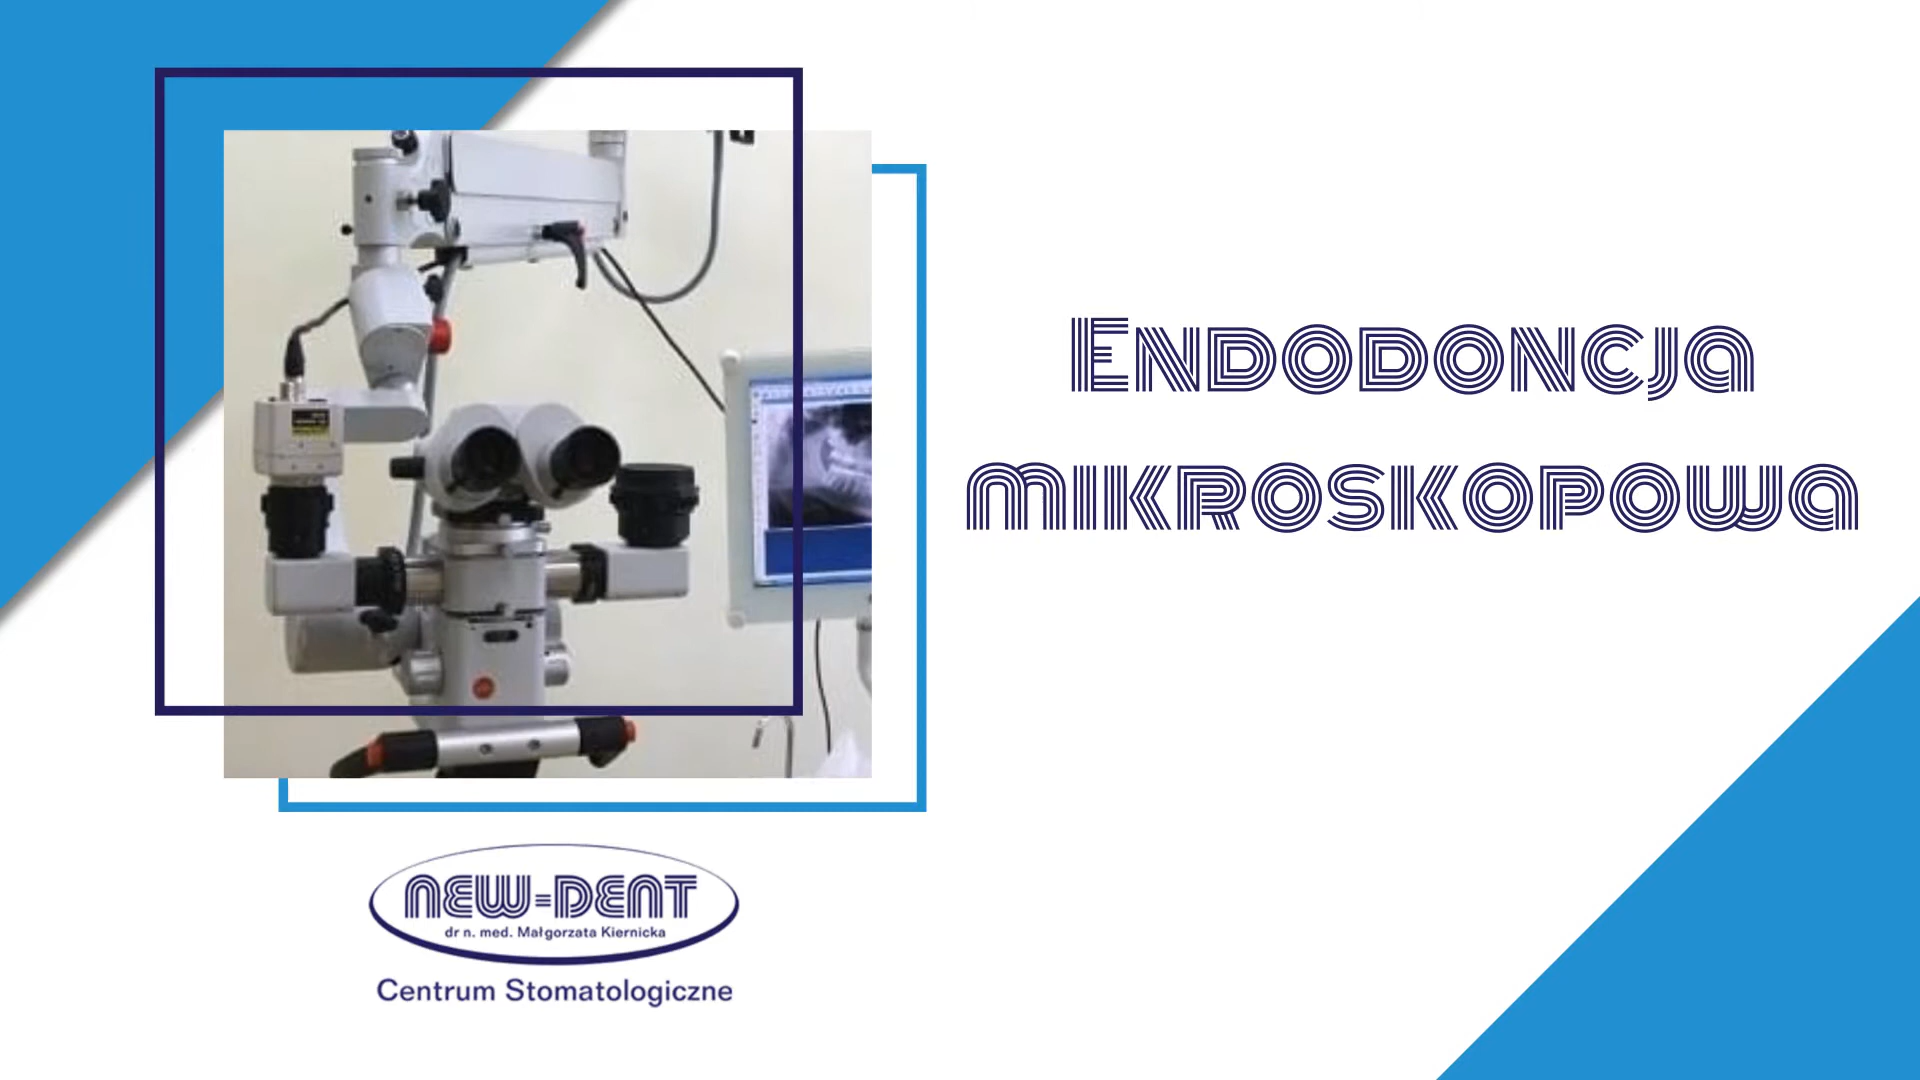 Endodoncja
mikroskopowa
NEW-DENT
dr n. med. Małgorzata Kiernicka
Centrum Stomatologiczne